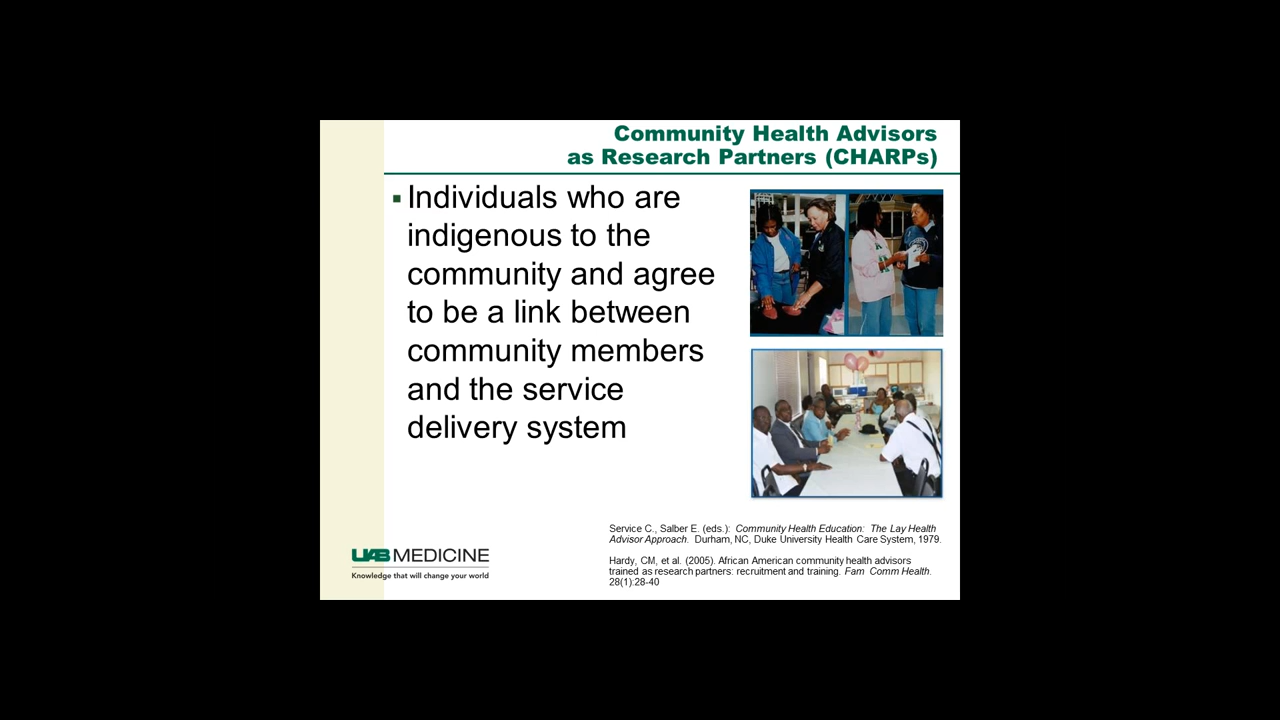 Community Health Advisors
as Research Partners (CHARPs)
▪ Individuals who are
indigenous to the
community and agree
to be a link between
community members
and the service
delivery system
Service C., Salber E. (eds.): Community Health Education: The Lay Health
Advisor Approach. Durham, NC, Duke University Health Care System, 1979.
Hardy, CM, et al. (2005). African American community health advisors
trained as research partners: recruitment and training. Fam Comm Health.
28(1):28-40
UAB MEDICINE
Knowledge that will change your world